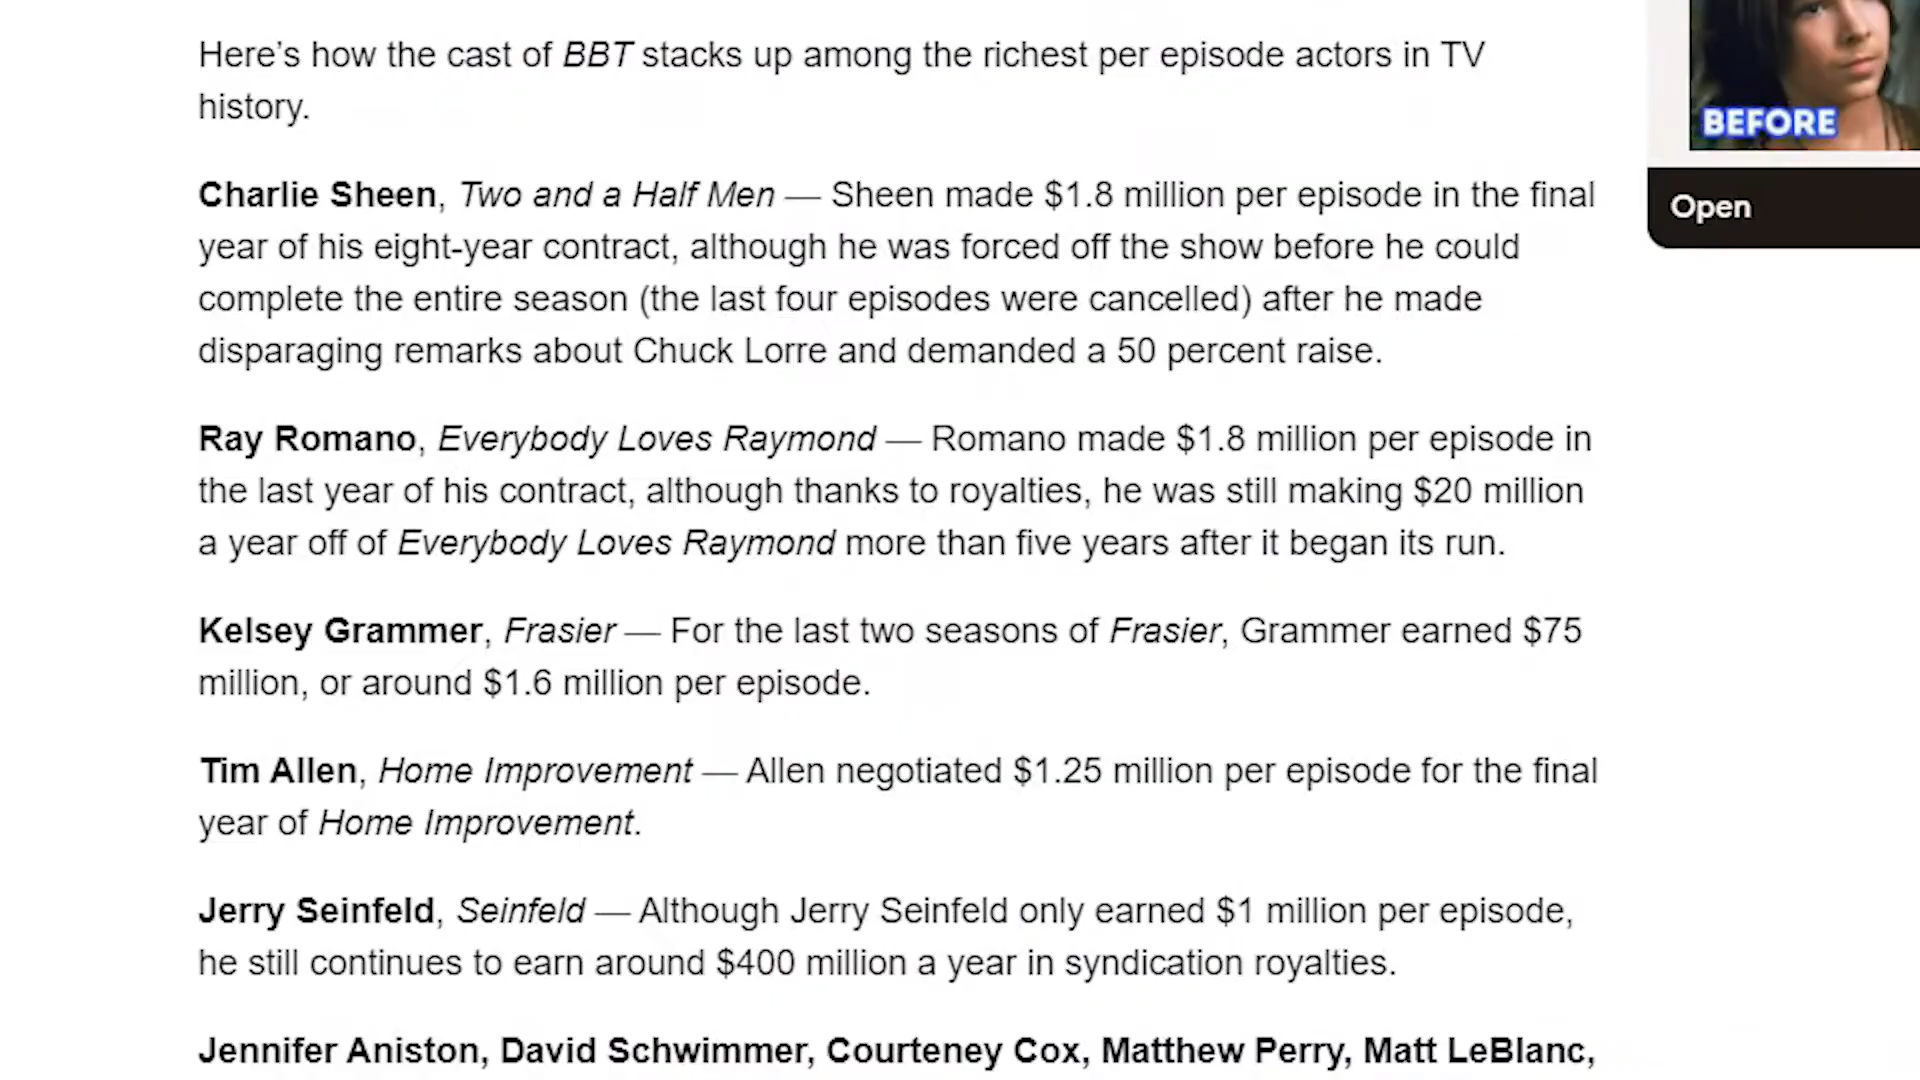 Here’s how the cast of BBT stacks up among the richest per episode actors in TV
history.
Charlie Sheen, Two and a Half Men — Sheen made $1.8 million per episode in the final
year of his eight-year contract, although he was forced off the show before he could
complete the entire season (the last four episodes were cancelled) after he made
disparaging remarks about Chuck Lorre and demanded a 50 percent raise.
Ray Romano, Everybody Loves Raymond — Romano made $1.8 million per episode in
the last year of his contract, although thanks to royalties, he was still making $20 million
a year off of Everybody Loves Raymond more than five years after it began its run.
Kelsey Grammer, Frasier — For the last two seasons of Frasier, Grammer earned $75
million, or around $1.6 million per episode.
Tim Allen, Home Improvement — Allen negotiated $1.25 million per episode for the final
year of Home Improvement.
Jerry Seinfeld, Seinfeld — Although Jerry Seinfeld only earned $1 million per episode,
he still continues to earn around $400 million a year in syndication royalties.
Jennifer Aniston, David Schwimmer, Courteney Cox, Matthew Perry, Matt LeBlanc,
BEFORE
Open